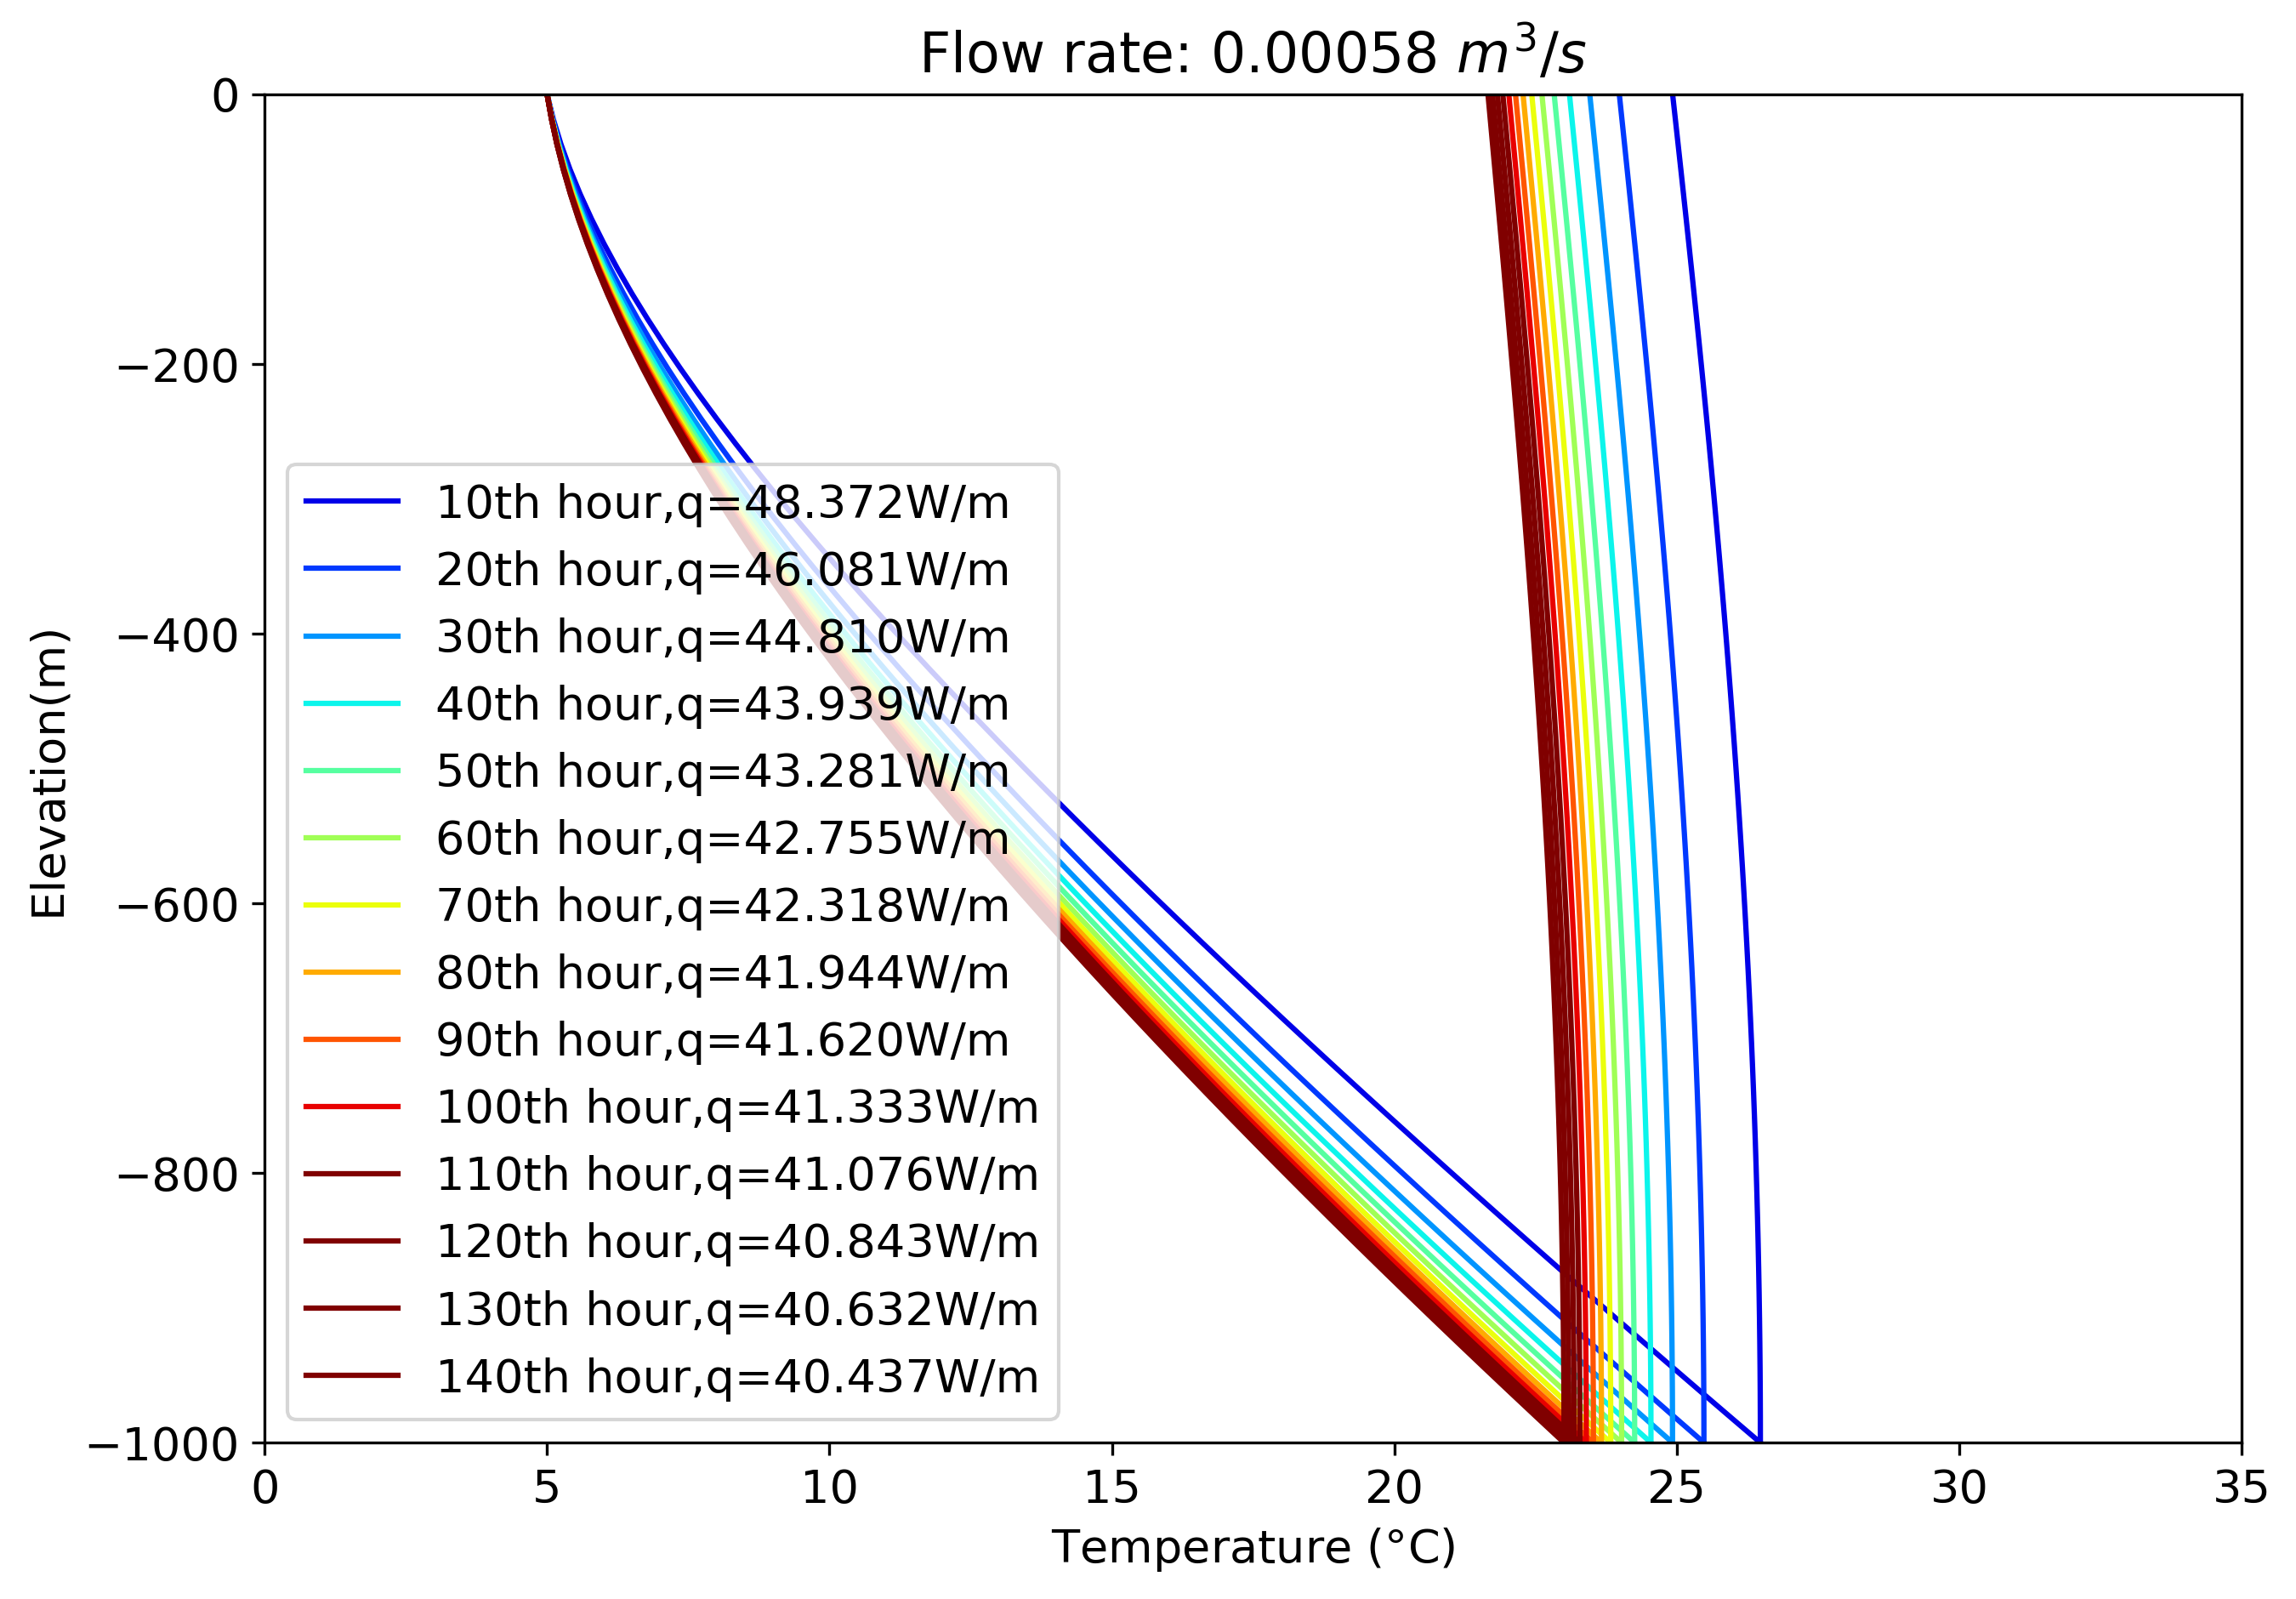 Flow rate: 0.00058 m³/s
0
−200
−400
−600
−800
−1000
Elevation(m)
10th hour,q=48.372W/m
20th hour,q=46.081W/m
30th hour,q=44.810W/m
40th hour,q=43.939W/m
50th hour,q=43.281W/m
60th hour,q=42.755W/m
70th hour,q=42.318W/m
80th hour,q=41.944W/m
90th hour,q=41.620W/m
100th hour,q=41.333W/m
110th hour,q=41.076W/m
120th hour,q=40.843W/m
130th hour,q=40.632W/m
140th hour,q=40.437W/m
0 5 10 15 20 25 30 35
Temperature (°C)